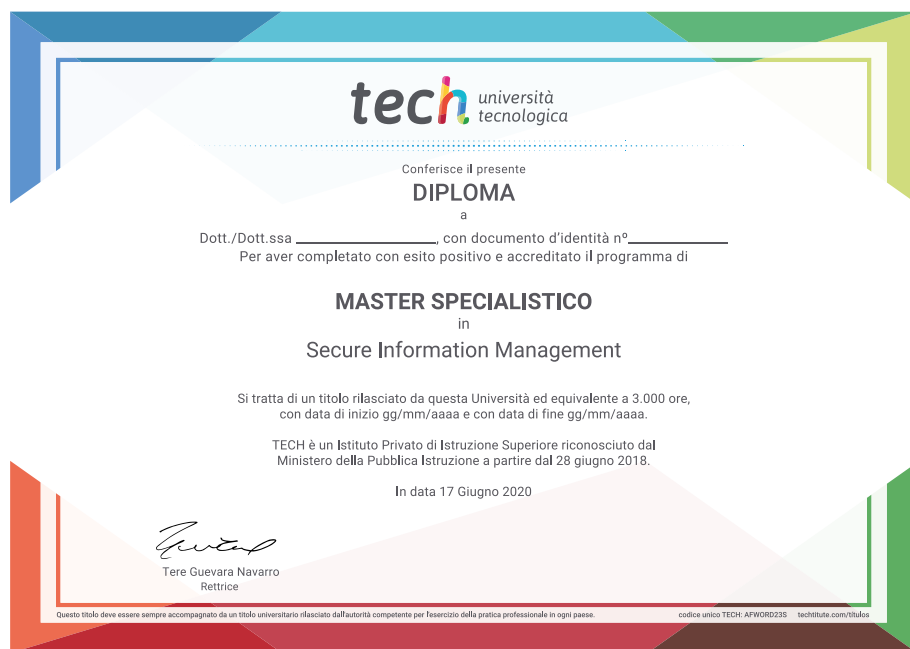 tech università
tecnologica
Conferisce il presente
DIPLOMA
a
Dott./Dott.ssa ________________, con documento d'identità nº____________
Per aver completato con esito positivo e accreditato il programma di
MASTER SPECIALISTICO
in
Secure Information Management
Si tratta di un titolo rilasciato da questa Università ed equivalente a 3.000 ore,
con data di inizio gg/mm/aaaa e con data di fine gg/mm/aaaa.
TECH è un Istituto Privato di Istruzione Superiore riconosciuto dal
Ministero della Pubblica Istruzione a partire dal 28 giugno 2018.
In data 17 Giugno 2020
Tere Guevara Navarro
Rettrice
Questo titolo deve essere sempre accompagnato da un titolo universitario rilasciato dall'autorità competente per l'esercizio della pratica professionale in ogni paese. codice unico TECH: AFWORD23S techtitute.com/titulos